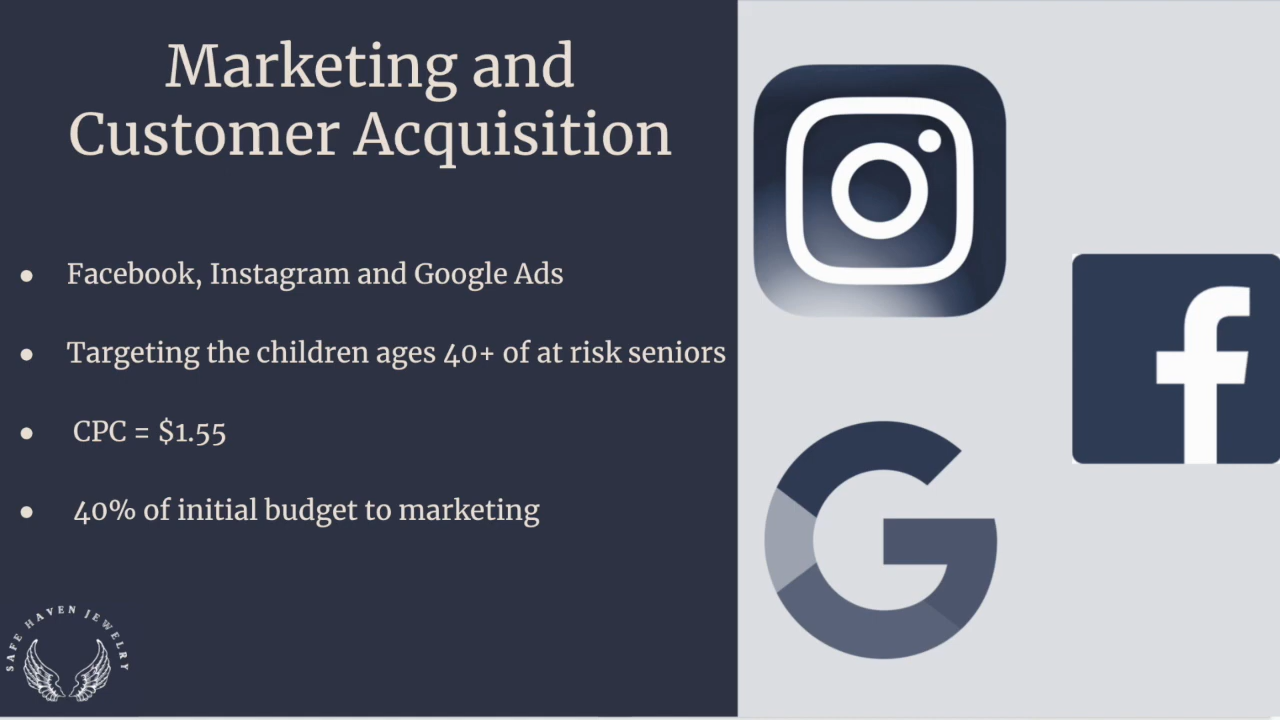 Marketing and
Customer Acquisition
● Facebook, Instagram and Google Ads
● Targeting the children ages 40+ of at risk seniors
● CPC = $1.55
● 40% of initial budget to marketing
SAFE HAVEN JEWELRY